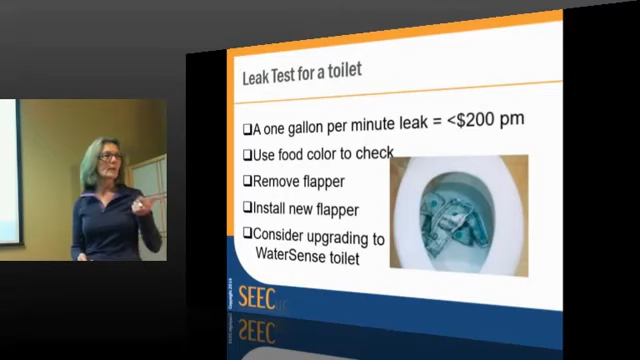 Leak Test for a toilet
❑A one gallon per minute leak = <$200 pm
❑Use food color to check
❑Remove flapper
❑Install new flapper
❑Consider upgrading to
WaterSense toilet
SEEC